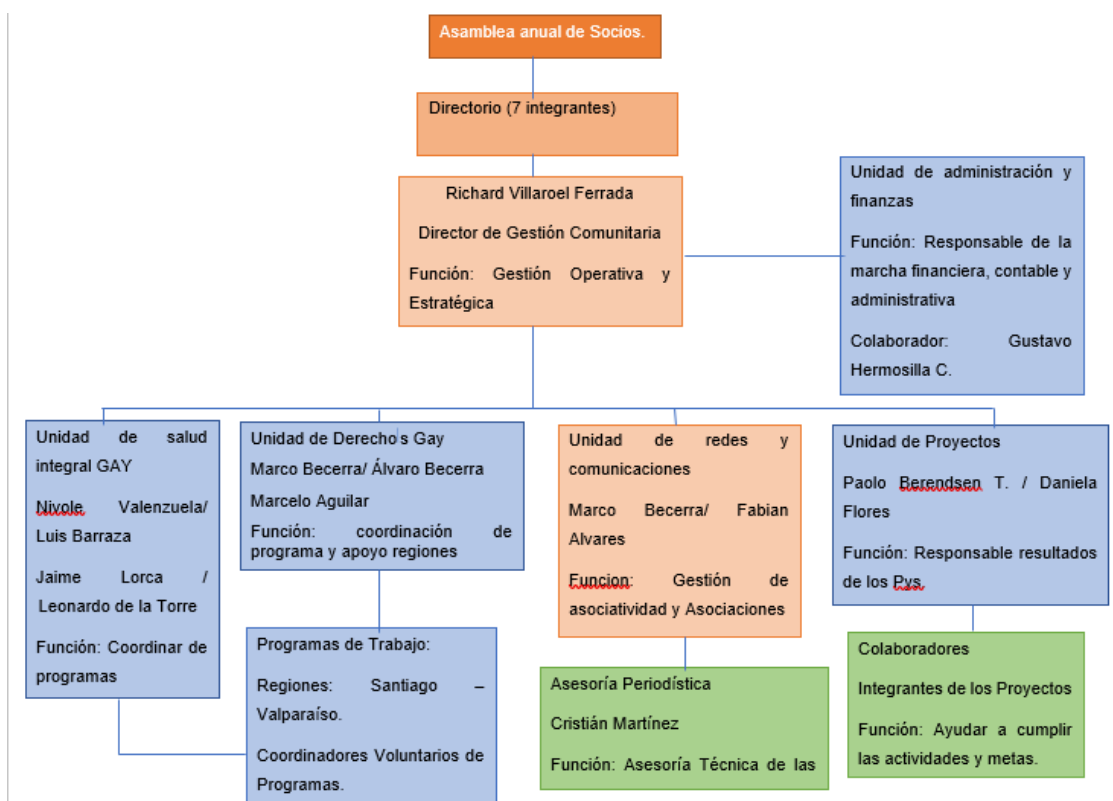 Asamblea anual de Socios.
Directorio (7 integrantes)
Richard Villaroel Ferrada
Director de Gestión Comunitaria
Función: Gestión Operativa y
Estratégica
Unidad de administración y
finanzas
Función: Responsable de la
marcha financiera, contable y
administrativa
Colaborador: Gustavo
Hermosilla C.
Unidad de salud
integral GAY
Nivole Valenzuela/
Luis Barraza
Jaime Lorca /
Leonardo de la Torre
Función: Coordinar de
programas
Unidad de Derecho's Gay
Marco Becerra/ Álvaro Becerra
Marcelo Aguilar
Función: coordinación de
programa y apoyo regiones
Programas de Trabajo:
Regiones: Santiago –
Valparaíso.
Coordinadores Voluntarios de
Programas.
Unidad de redes y
comunicaciones
Marco Becerra/ Fabian
Alvares
Funcion: Gestión de
asociatividad y Asociaciones
Asesoría Periodística
Cristián Martínez
Función: Asesoría Técnica de las
Unidad de Proyectos
Paolo Berendsen T. / Daniela
Flores
Función: Responsable resultados
de los Pys.
Colaboradores
Integrantes de los Proyectos
Función: Ayudar a cumplir
las actividades y metas.